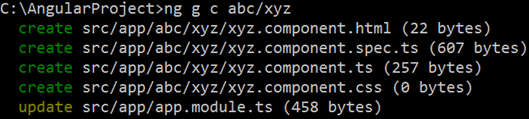 C:\AngularProject>ng g c abc/xyz
create src/app/abc/xyz/xyz.component.html (22 bytes)
create src/app/abc/xyz/xyz.component.spec.ts (607 bytes)
create src/app/abc/xyz/xyz.component.ts (257 bytes)
create src/app/abc/xyz/xyz.component.css (0 bytes)
update src/app/app.module.ts (458 bytes)